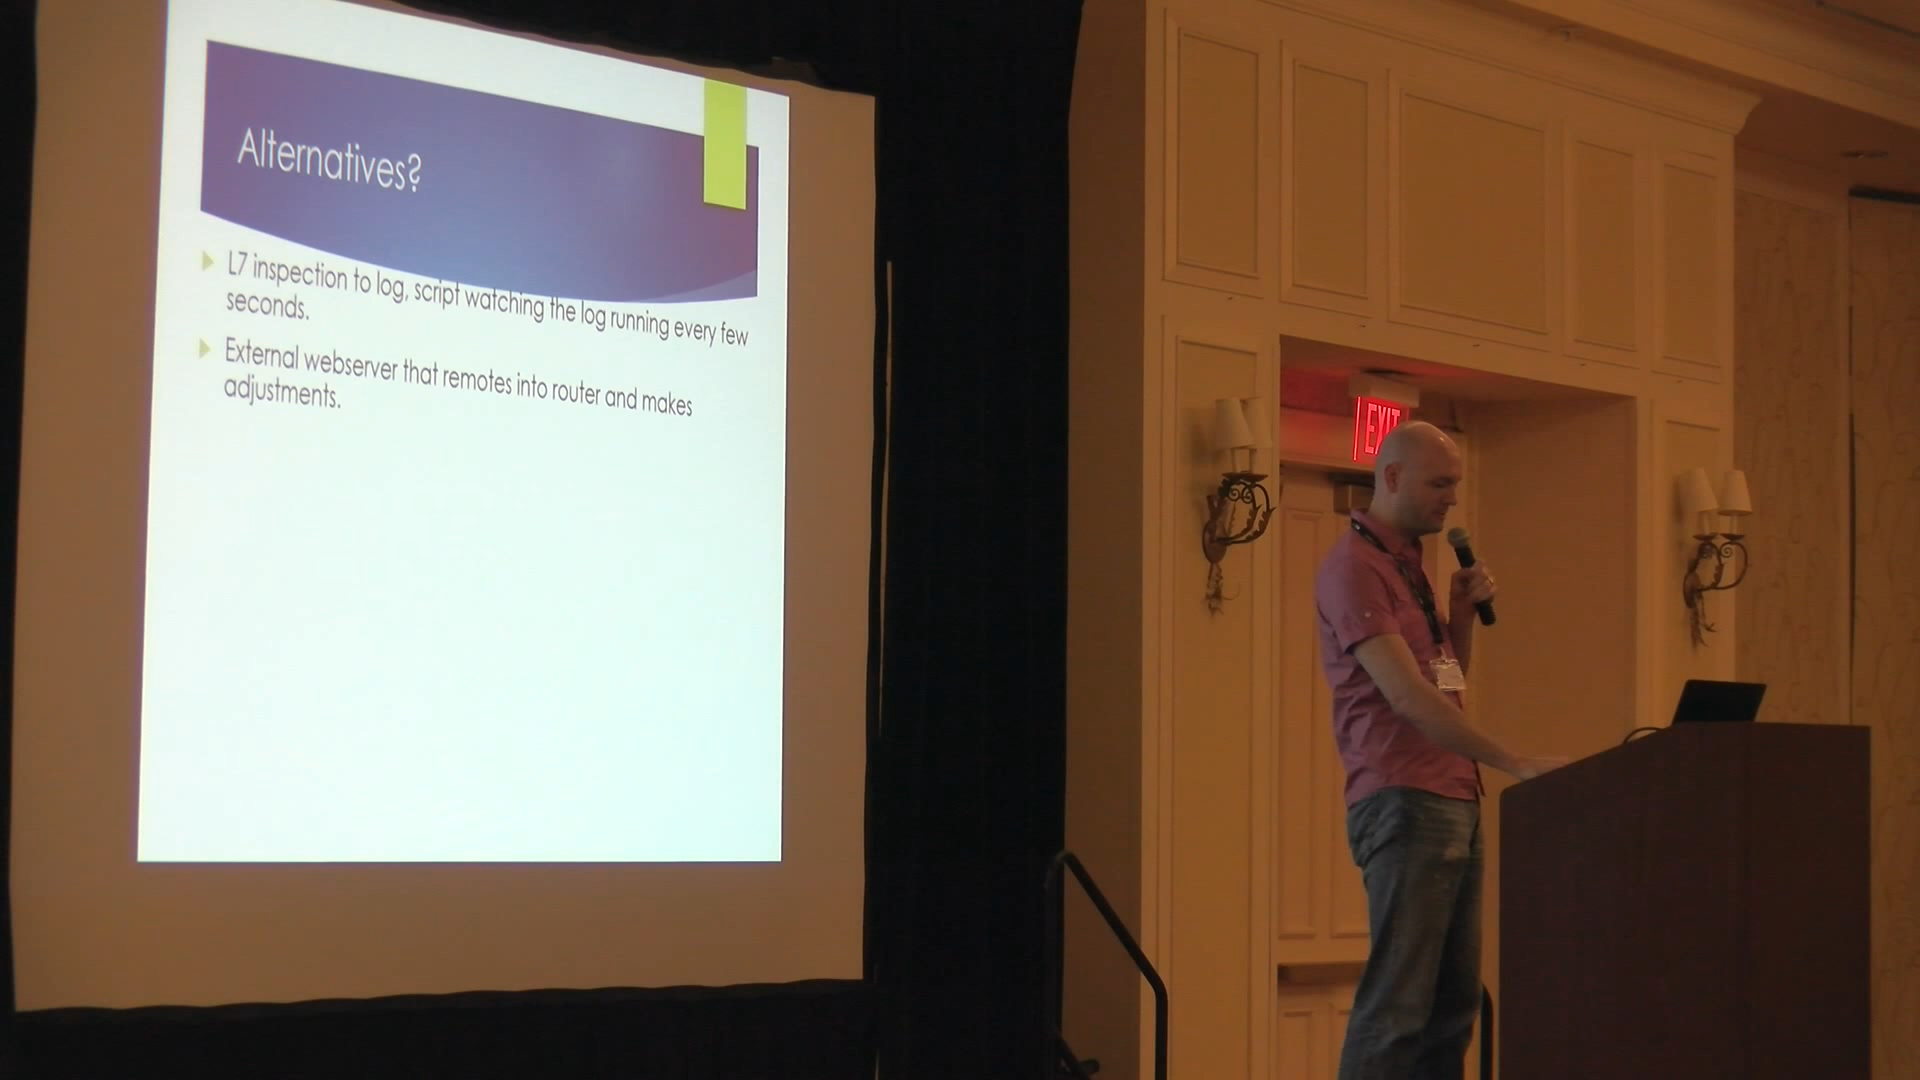 Alternatives?
L7 inspection to log, script watching the log running every few
seconds.
External webserver that remotes into router and makes
adjustments.
EXIT